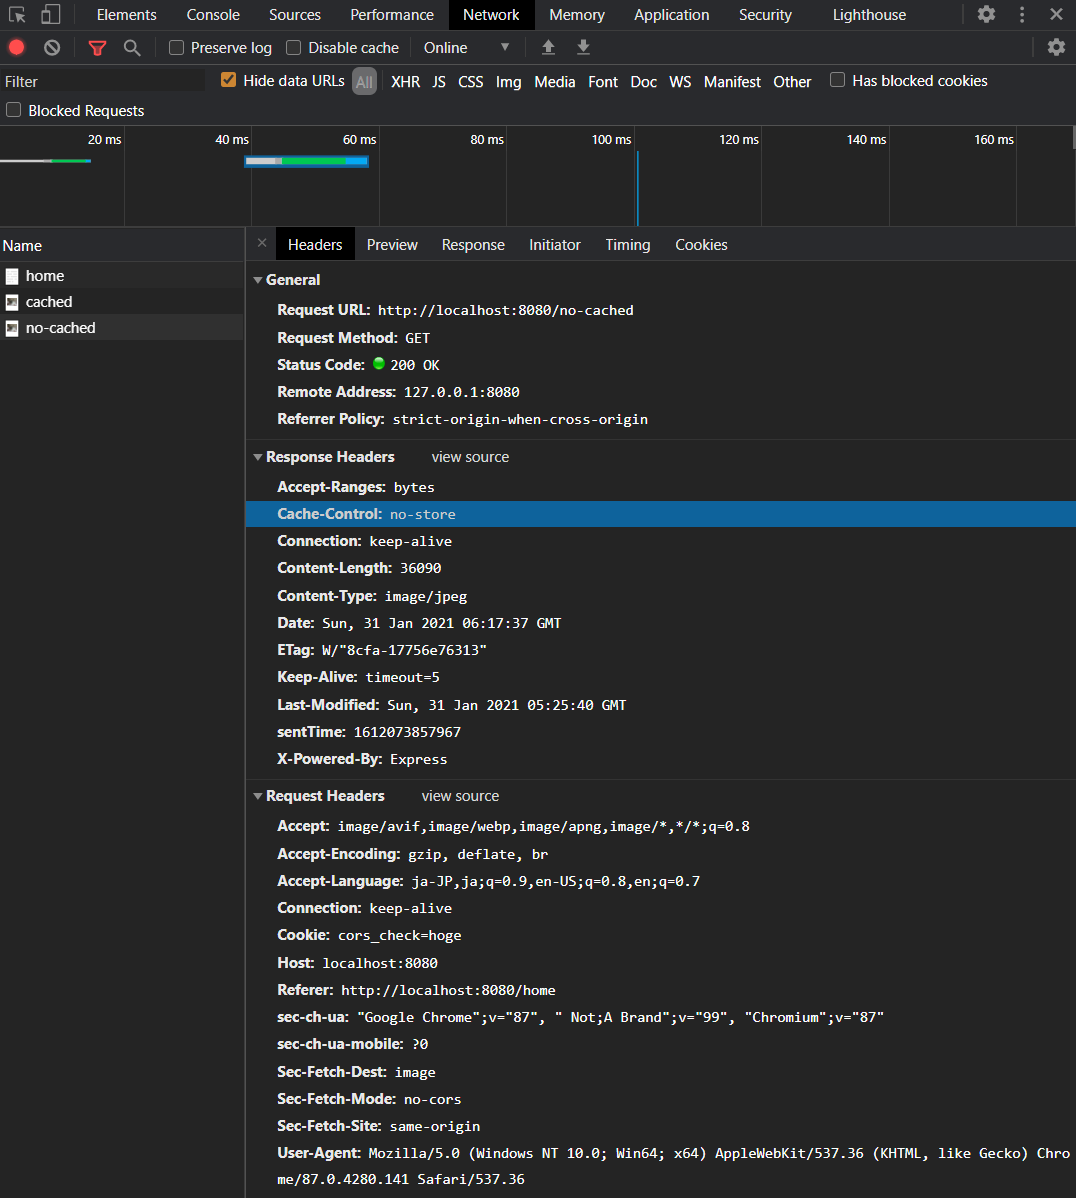 Elements Console Sources Performance Network Memory Application Security Lighthouse
Preserve log Disable cache Online
Filter Hide data URLs All XHR JS CSS Img Media Font Doc WS Manifest Other Has blocked cookies
Blocked Requests
20 ms 40 ms 60 ms 80 ms 100 ms 120 ms 140 ms 160 ms
Name
home
cached
no-cached
Headers Preview Response Initiator Timing Cookies
General
Request URL: http://localhost:8080/no-cached
Request Method: GET
Status Code: 200 OK
Remote Address: 127.0.0.1:8080
Referrer Policy: strict-origin-when-cross-origin
Response Headers view source
Accept-Ranges: bytes
Cache-Control: no-store
Connection: keep-alive
Content-Length: 36090
Content-Type: image/jpeg
Date: Sun, 31 Jan 2021 06:17:37 GMT
ETag: W/"8cfa-17756e76313"
Keep-Alive: timeout=5
Last-Modified: Sun, 31 Jan 2021 05:25:40 GMT
sentTime: 1612073857967
X-Powered-By: Express
Request Headers view source
Accept: image/avif,image/webp,image/apng,image/*,*/*;q=0.8
Accept-Encoding: gzip, deflate, br
Accept-Language: ja-JP,ja;q=0.9,en-US;q=0.8,en;q=0.7
Connection: keep-alive
Cookie: cors_check=hoge
Host: localhost:8080
Referer: http://localhost:8080/home
sec-ch-ua: "Google Chrome";v="87", " Not;A Brand";v="99", "Chromium";v="87"
sec-ch-ua-mobile: ?0
Sec-Fetch-Dest: image
Sec-Fetch-Mode: no-cors
Sec-Fetch-Site: same-origin
User-Agent: Mozilla/5.0 (Windows NT 10.0; Win64; x64) AppleWebKit/537.36 (KHTML, like Gecko) Chro
me/87.0.4280.141 Safari/537.36